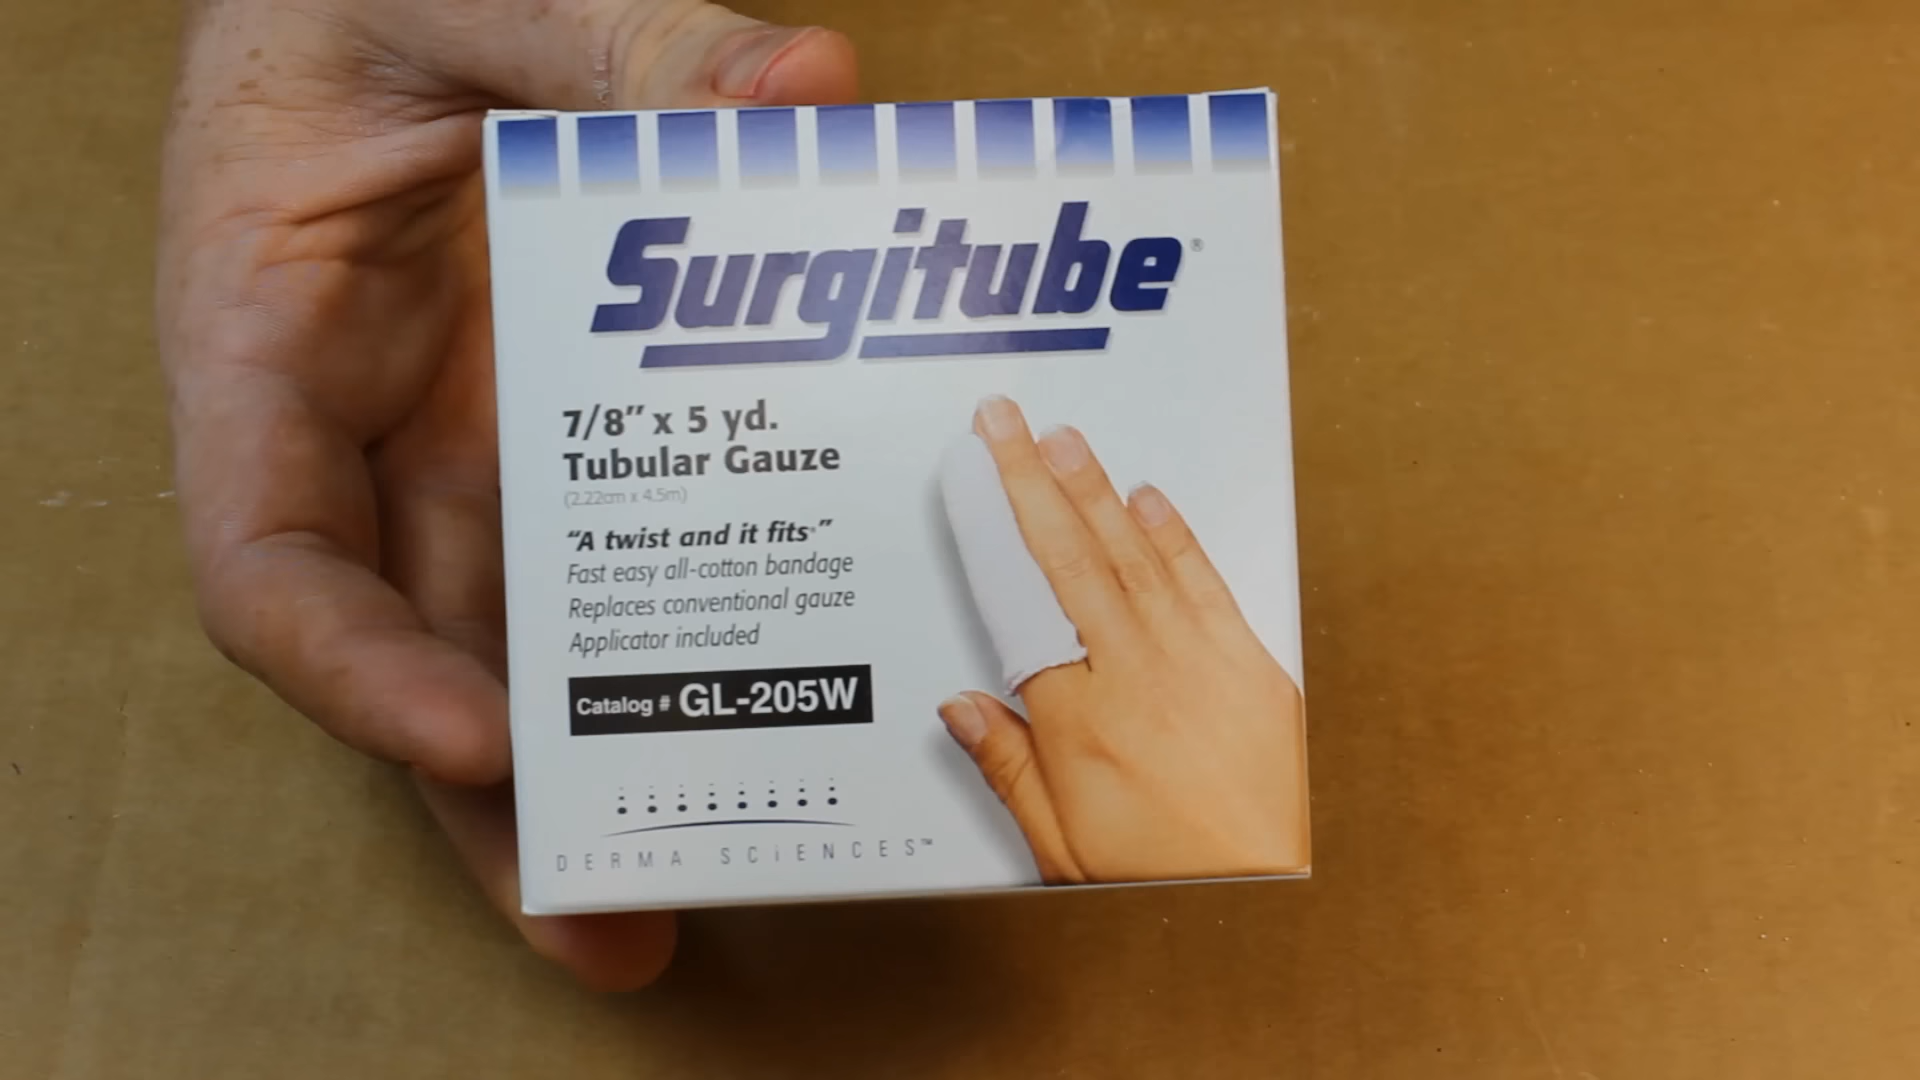 Surgitube®
7/8" x 5 yd.
Tubular Gauze
(2.22cm x 4.5m)
"A twist and it fits®"
Fast easy all-cotton bandage
Replaces conventional gauze
Applicator included
Catalog # GL-205W
DERMA SCiENCES™